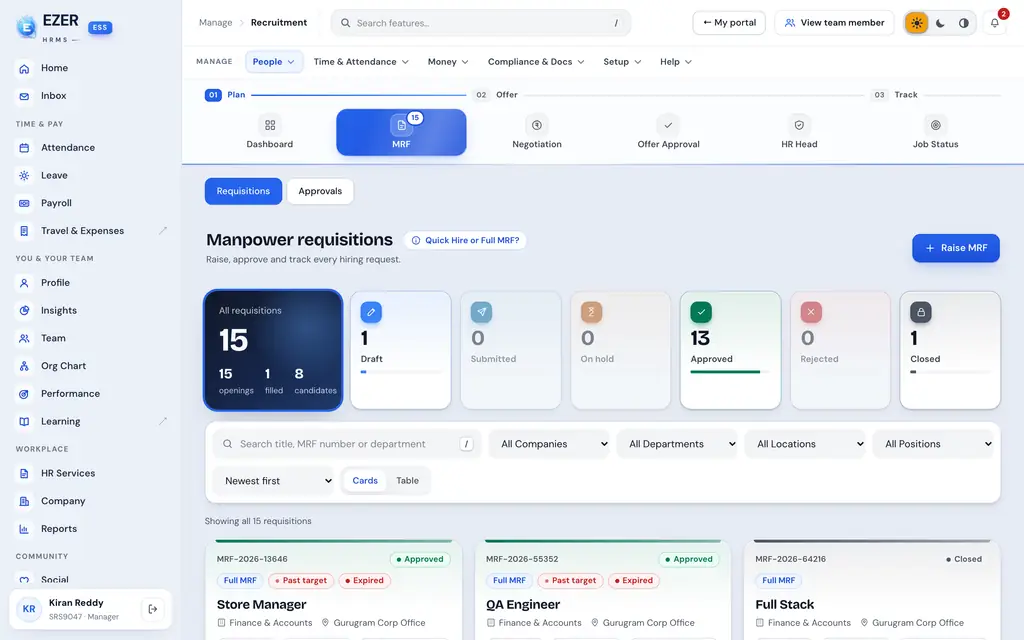 EZER
HRMS
ESS
Home
Inbox
TIME & PAY
Attendance
Leave
Payroll
Travel & Expenses
YOU & YOUR TEAM
Profile
Insights
Team
Org Chart
Performance
Learning
WORKPLACE
HR Services
Company
Reports
COMMUNITY
Social
KR
Kiran Reddy
SRS9047 · Manager
Manage > Recruitment
Search features…
/
← My portal
View team member
2
MANAGE
People
Time & Attendance
Money
Compliance & Docs
Setup
Help
01 Plan
02 Offer
03 Track
Dashboard
15
MRF
Negotiation
Offer Approval
HR Head
Job Status
Requisitions
Approvals
Manpower requisitions
Quick Hire or Full MRF?
Raise, approve and track every hiring request.
+ Raise MRF
All requisitions
15
15 openings
1 filled
8 candidates
1
Draft
0
Submitted
0
On hold
13
Approved
0
Rejected
1
Closed
Search title, MRF number or department
/
All Companies
All Departments
All Locations
All Positions
Newest first
Cards
Table
Showing all 15 requisitions
MRF-2026-13646
Approved
Full MRF
Past target
Expired
Store Manager
Finance & Accounts
Gurugram Corp Office
MRF-2026-55352
Approved
Full MRF
Past target
Expired
QA Engineer
Finance & Accounts
Gurugram Corp Office
MRF-2026-64216
Closed
Full MRF
Full Stack
Finance & Accounts
Gurugram Corp Office